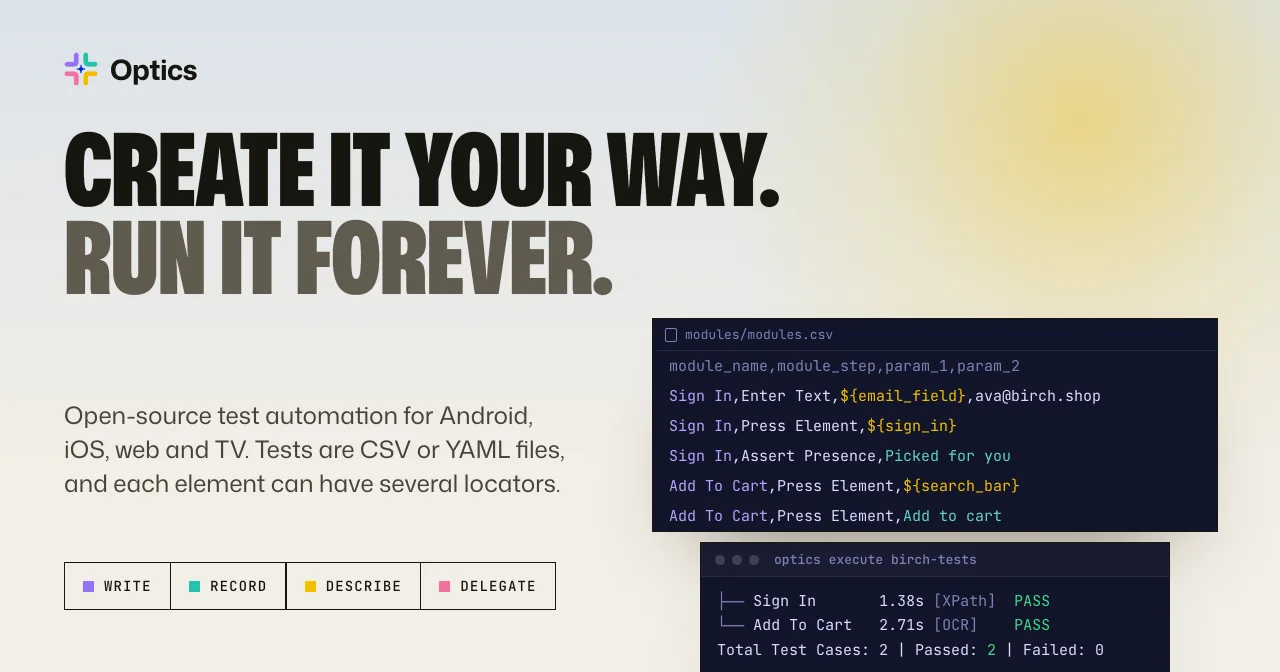 Optics
CREATE IT YOUR WAY.
RUN IT FOREVER.
Open-source test automation for Android,
iOS, web and TV. Tests are CSV or YAML files,
and each element can have several locators.
WRITE
RECORD
DESCRIBE
DELEGATE
modules/modules.csv
module_name,module_step,param_1,param_2
Sign In,Enter Text,${email_field},ava@birch.shop
Sign In,Press Element,${sign_in}
Sign In,Assert Presence,Picked for you
Add To Cart,Press Element,${search_bar}
Add To Cart,Press Element,Add to cart
optics execute birch-tests
├── Sign In 1.38s [XPath] PASS
└── Add To Cart 2.71s [OCR] PASS
Total Test Cases: 2 | Passed: 2 | Failed: 0